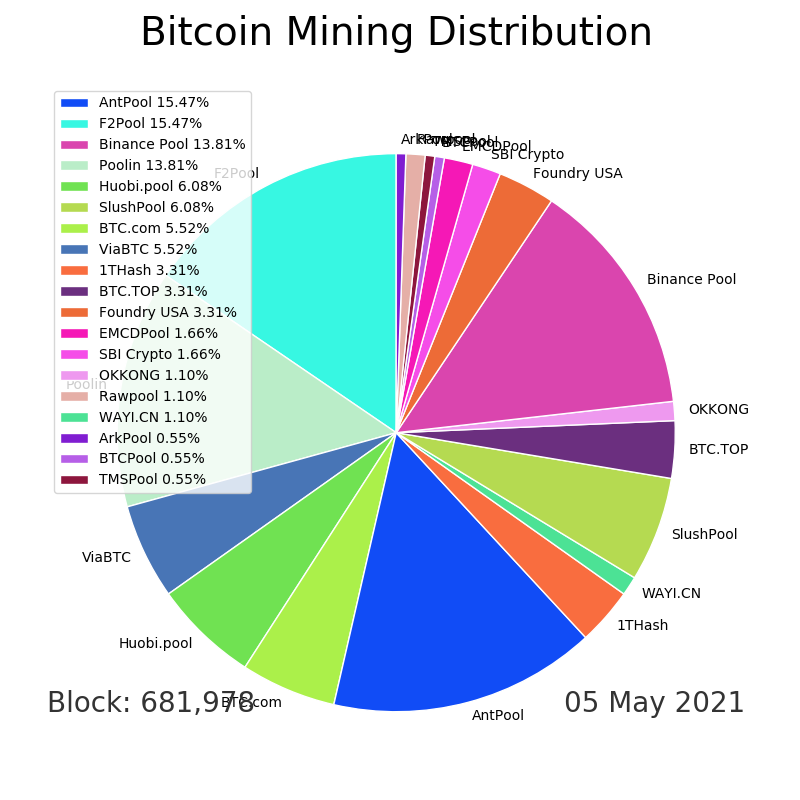 Bitcoin Mining Distribution
AntPool 15.47%
F2Pool 15.47%
Binance Pool 13.81%
Poolin 13.81%
Huobi.pool 6.08%
SlushPool 6.08%
BTC.com 5.52%
ViaBTC 5.52%
1THash 3.31%
BTC.TOP 3.31%
Foundry USA 3.31%
EMCDPool 1.66%
SBI Crypto 1.66%
OKKONG 1.10%
Rawpool 1.10%
WAYI.CN 1.10%
ArkPool 0.55%
BTCPool 0.55%
TMSPool 0.55%
EMCDPool
SBI Crypto
Foundry USA
F2Pool
Binance Pool
Poolin
OKKONG
BTC.TOP
SlushPool
ViaBTC
WAYI.CN
1THash
Huobi.pool
BTC.com
AntPool
Block: 681,978
05 May 2021